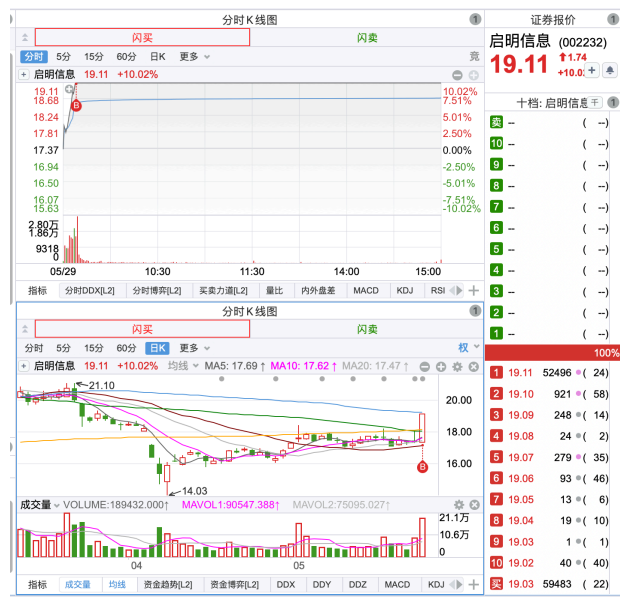 分时K线图 1
闪买 闪卖
分时 5分 15分 60分 日K 更多 竞
启明信息 19.11 +10.02%
19.11 10.02%
18.68 7.51%
18.24 5.01%
17.81 2.50%
17.37 0.00%
16.94 -2.50%
16.50 -5.01%
16.07 -7.51%
15.63 -10.02%
B
2.80万
1.86万
9318
0
05/29 10:30 11:30 14:00 15:00
指标 分时DDX[L2] 分时博弈[L2] 买卖力道[L2] 量比 内外盘差 MACD KDJ RSI
分时K线图 1
闪买 闪卖
分时 5分 15分 60分 日K 更多 权
启明信息 19.11 +10.02% 均线 MA5: 17.69↑ MA10: 17.62↑ MA20: 17.47↑
21.10
20.00
18.00
16.00
14.03
B
成交量 VOLUME:189432.000↑ MAVOL1:90547.388↑ MAVOL2:75095.027↑
21.1万
10.6万
0
04 05
指标 成交量 均线 资金趋势[L2] 资金博弈[L2] DDX DDY DDZ MACD KDJ
证券报价 1
启明信息 (002232)
19.11 ↑1.74
+10.0
十档: 启明信息 1
卖 -- ( --)
10 -- ( --)
9 -- ( --)
8 -- ( --)
7 -- ( --)
6 -- ( --)
5 -- ( --)
4 -- ( --)
3 -- ( --)
2 -- ( --)
1 -- ( --)
100%
1 19.11 52496 ( 24)
2 19.10 921 ( 58)
3 19.09 248 ( 14)
4 19.08 24 ( 2)
5 19.07 279 ( 35)
6 19.06 93 ( 46)
7 19.05 13 ( 6)
8 19.04 19 ( 10)
9 19.03 1 ( 1)
10 19.02 40 ( 40)
买 19.03 59483 ( 22)